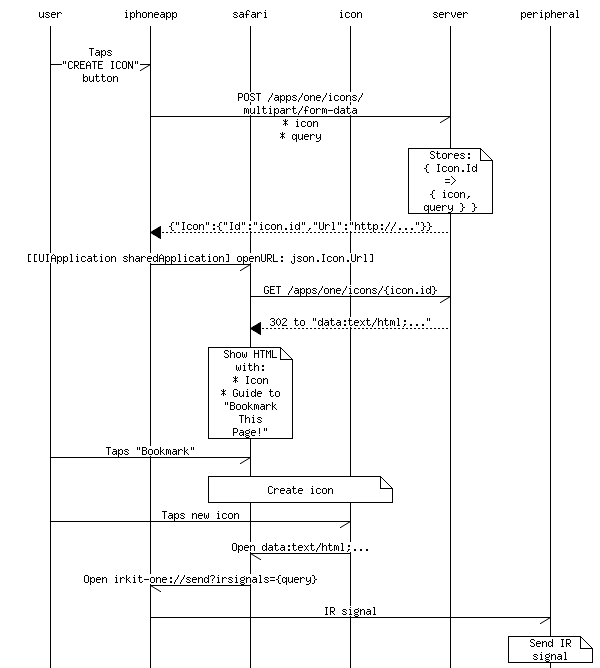 user iphoneapp safari icon server peripheral
Taps
"CREATE ICON"
button
POST /apps/one/icons/
multipart/form-data
* icon
* query
Stores:
{ Icon.Id
=>
{ icon,
query } }
{"Icon":{"Id":"icon.id","Url":"http://..."}}
[[UIApplication sharedApplication] openURL: json.Icon.Url]
GET /apps/one/icons/{icon.id}
302 to "data:text/html;..."
Show HTML
with:
* Icon
* Guide to
"Bookmark
This
Page!"
Taps "Bookmark"
Create icon
Taps new icon
Open data:text/html;...
Open irkit-one://send?irsignals={query}
IR signal
Send IR
signal